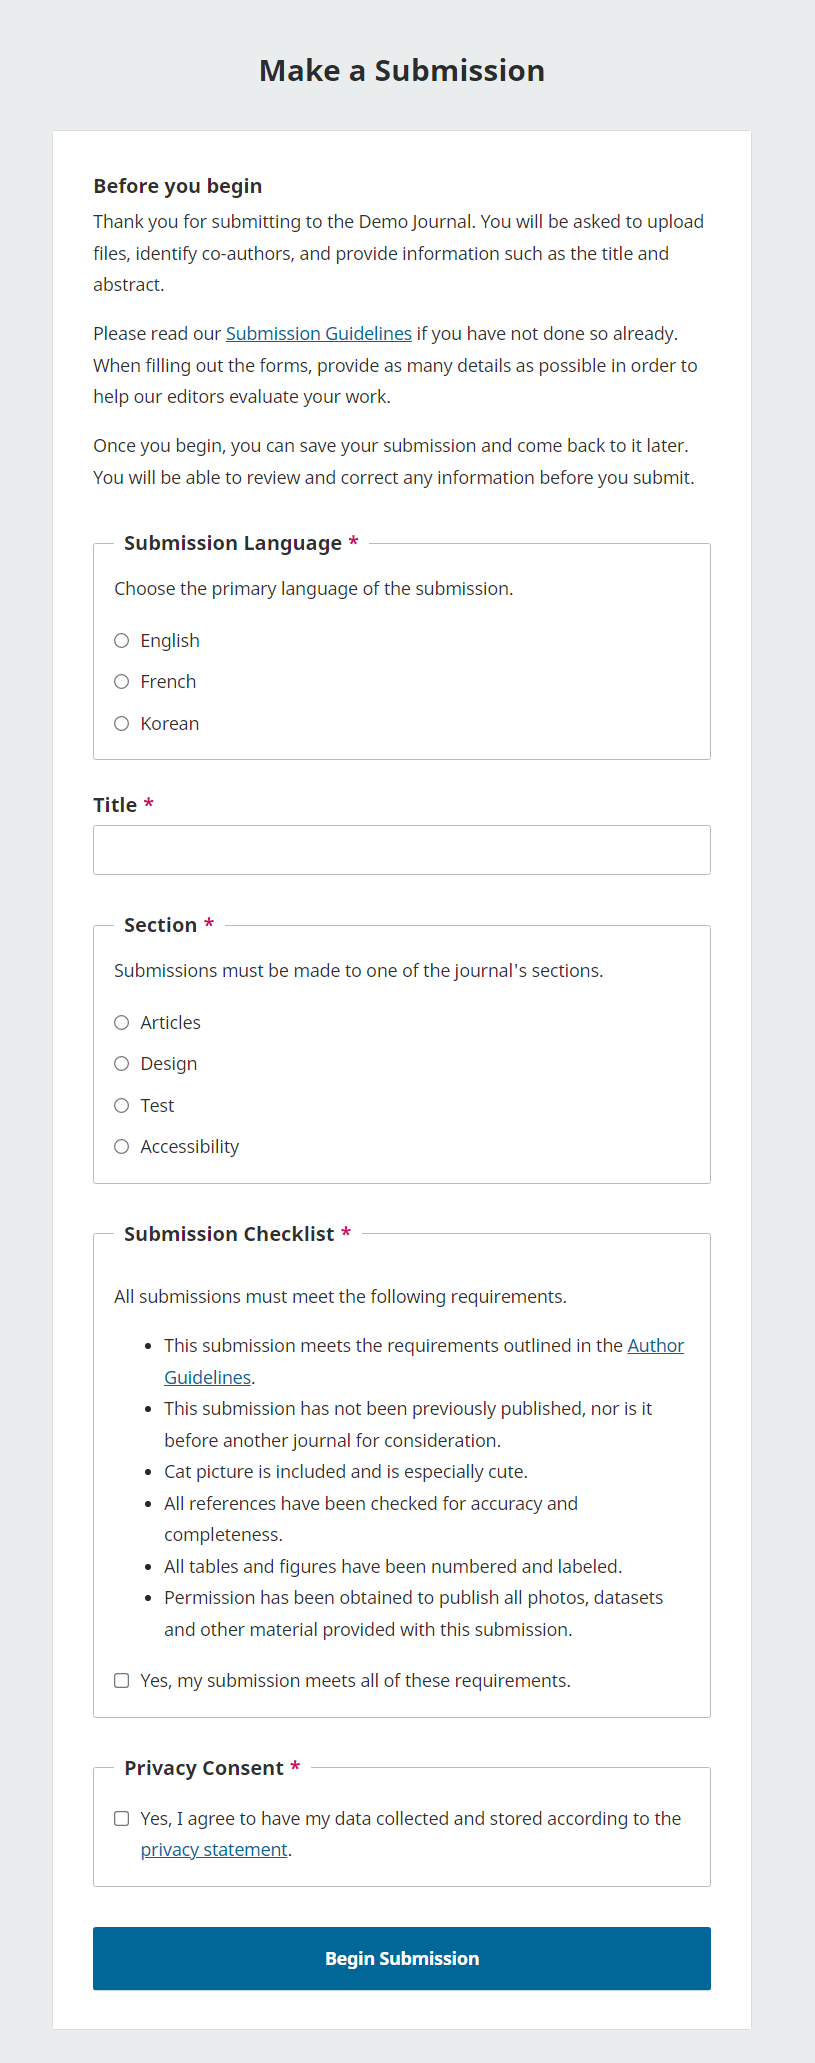 Make a Submission
Before you begin
Thank you for submitting to the Demo Journal. You will be asked to upload
files, identify co-authors, and provide information such as the title and
abstract.
Please read our Submission Guidelines if you have not done so already.
When filling out the forms, provide as many details as possible in order to
help our editors evaluate your work.
Once you begin, you can save your submission and come back to it later.
You will be able to review and correct any information before you submit.
Submission Language *
Choose the primary language of the submission.
English
French
Korean
Title *
Section *
Submissions must be made to one of the journal's sections.
Articles
Design
Test
Accessibility
Submission Checklist *
All submissions must meet the following requirements.
• This submission meets the requirements outlined in the Author
Guidelines.
• This submission has not been previously published, nor is it
before another journal for consideration.
• Cat picture is included and is especially cute.
• All references have been checked for accuracy and
completeness.
• All tables and figures have been numbered and labeled.
• Permission has been obtained to publish all photos, datasets
and other material provided with this submission.
Yes, my submission meets all of these requirements.
Privacy Consent *
Yes, I agree to have my data collected and stored according to the
privacy statement.
Begin Submission